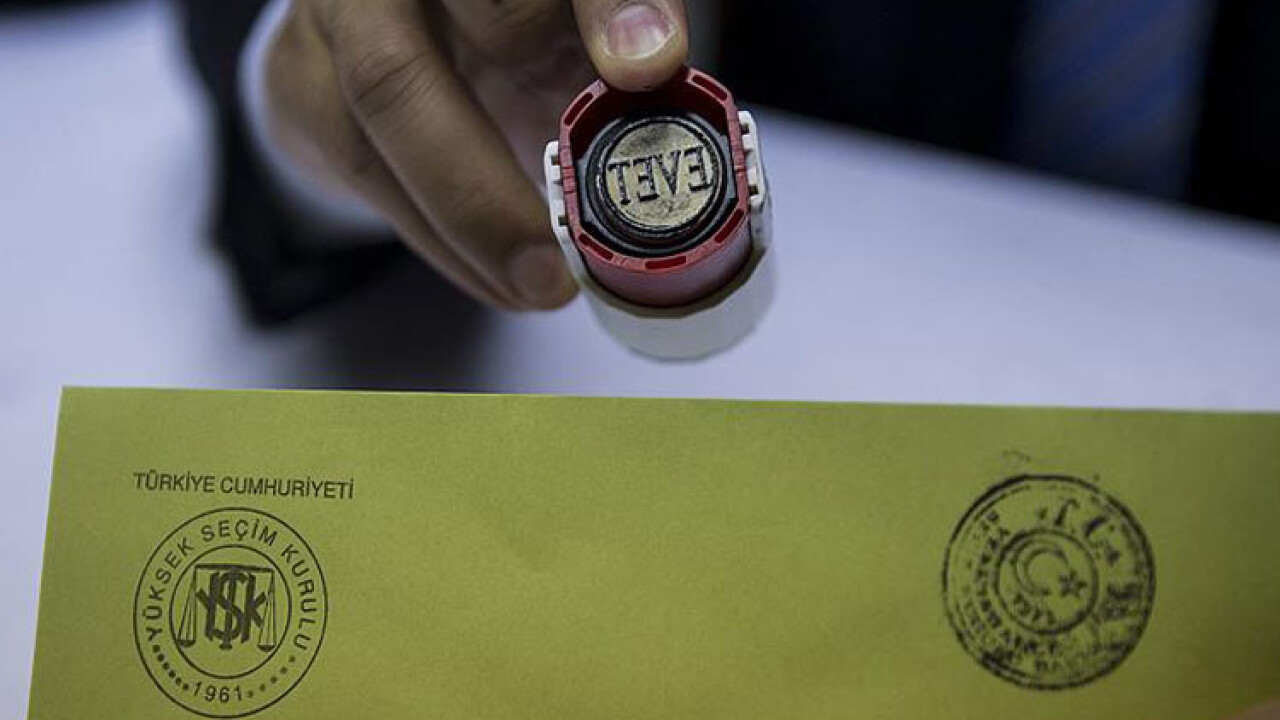 EVET
TÜRKİYE CUMHURİYETİ
YÜKSEK SEÇİM KURULU
YSK
1961
T.C.